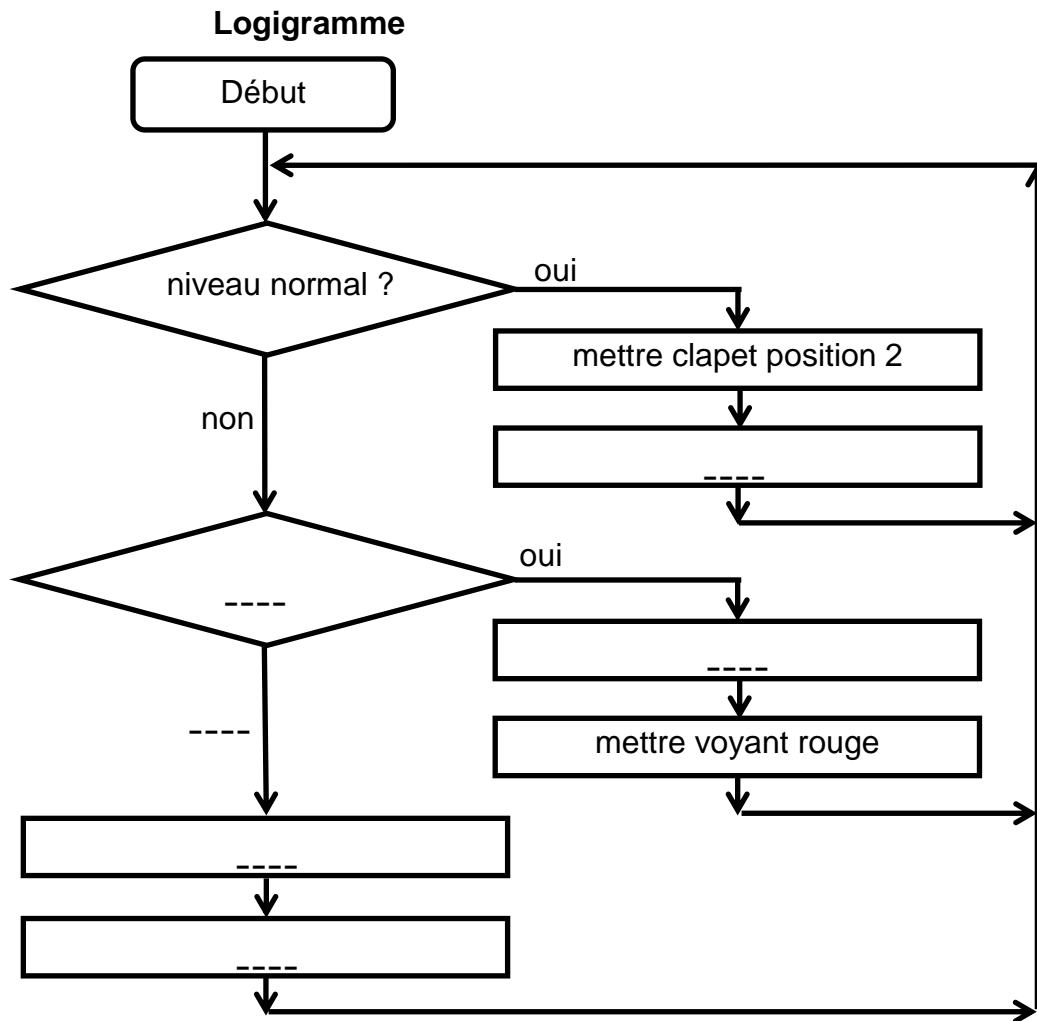 Logigramme
Début
niveau normal ?
oui
mettre clapet position 2
non
----
oui
----
----
----
mettre voyant rouge
----
----